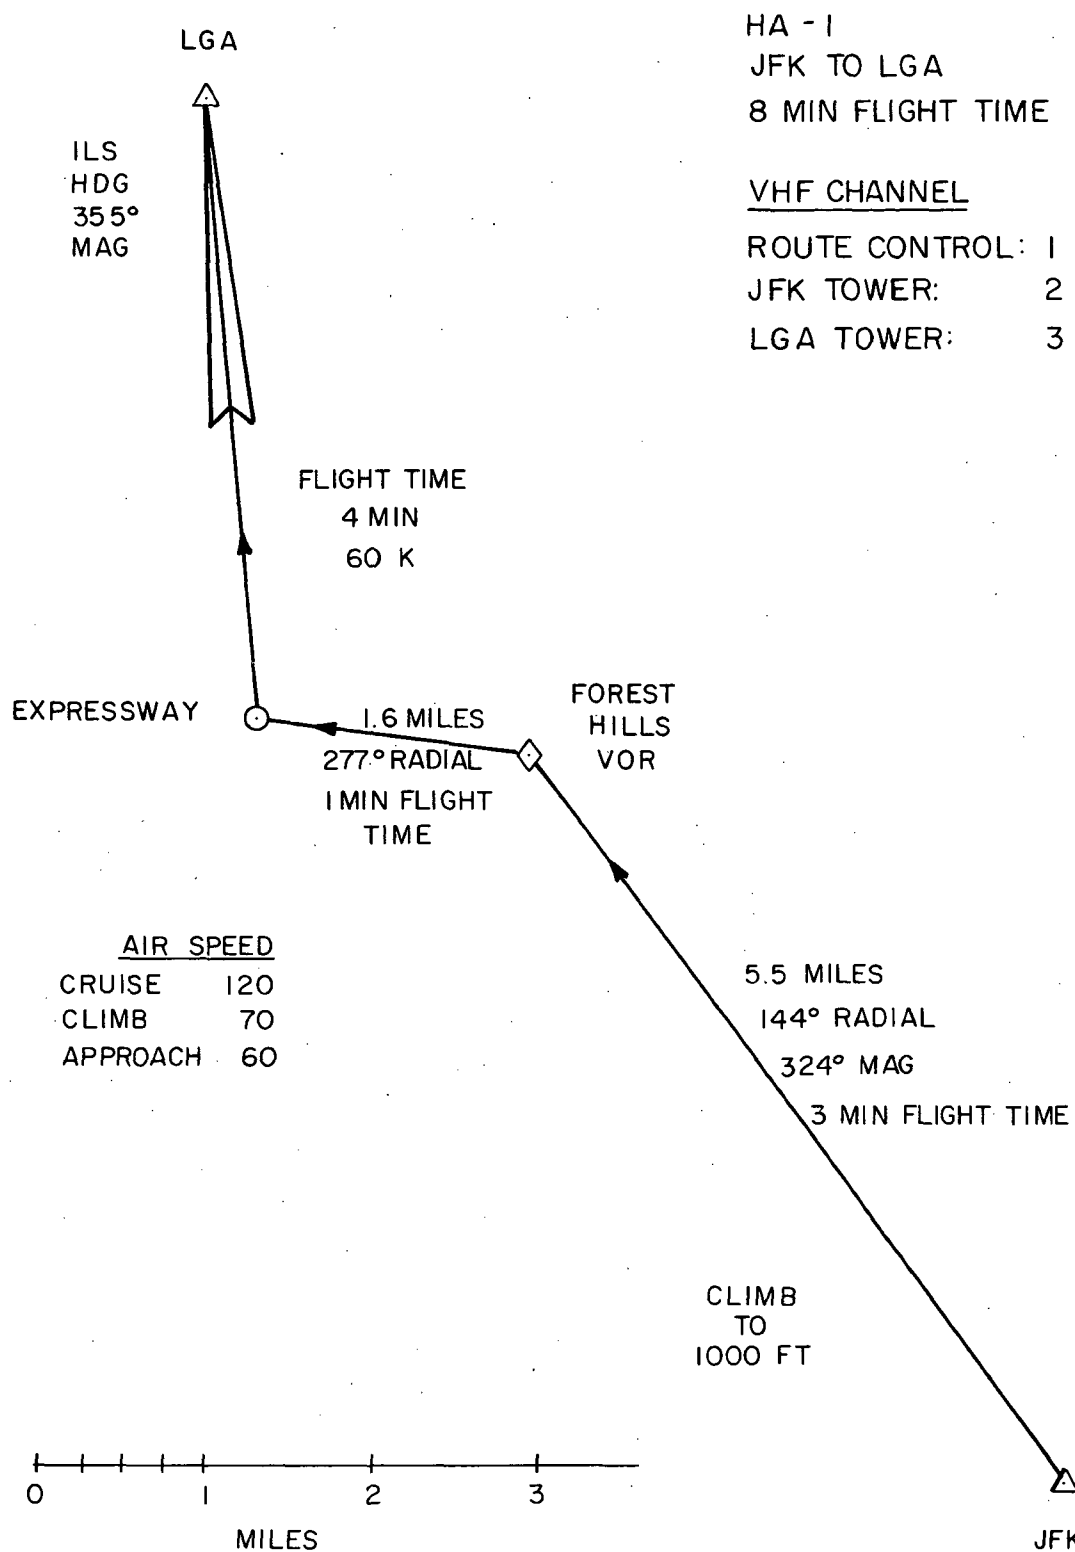 LGA
HA - 1
JFK TO LGA
8 MIN FLIGHT TIME
ILS
HDG
355°
MAG
VHF CHANNEL
ROUTE CONTROL: 1
JFK TOWER: 2
LGA TOWER: 3
FLIGHT TIME
4 MIN
60 K
EXPRESSWAY
1.6 MILES
277° RADIAL
1 MIN FLIGHT
TIME
FOREST
HILLS
VOR
AIR SPEED
CRUISE 120
CLIMB 70
APPROACH 60
5.5 MILES
144° RADIAL
324° MAG
3 MIN FLIGHT TIME
CLIMB
TO
1000 FT
0 1 2 3
MILES
JFK